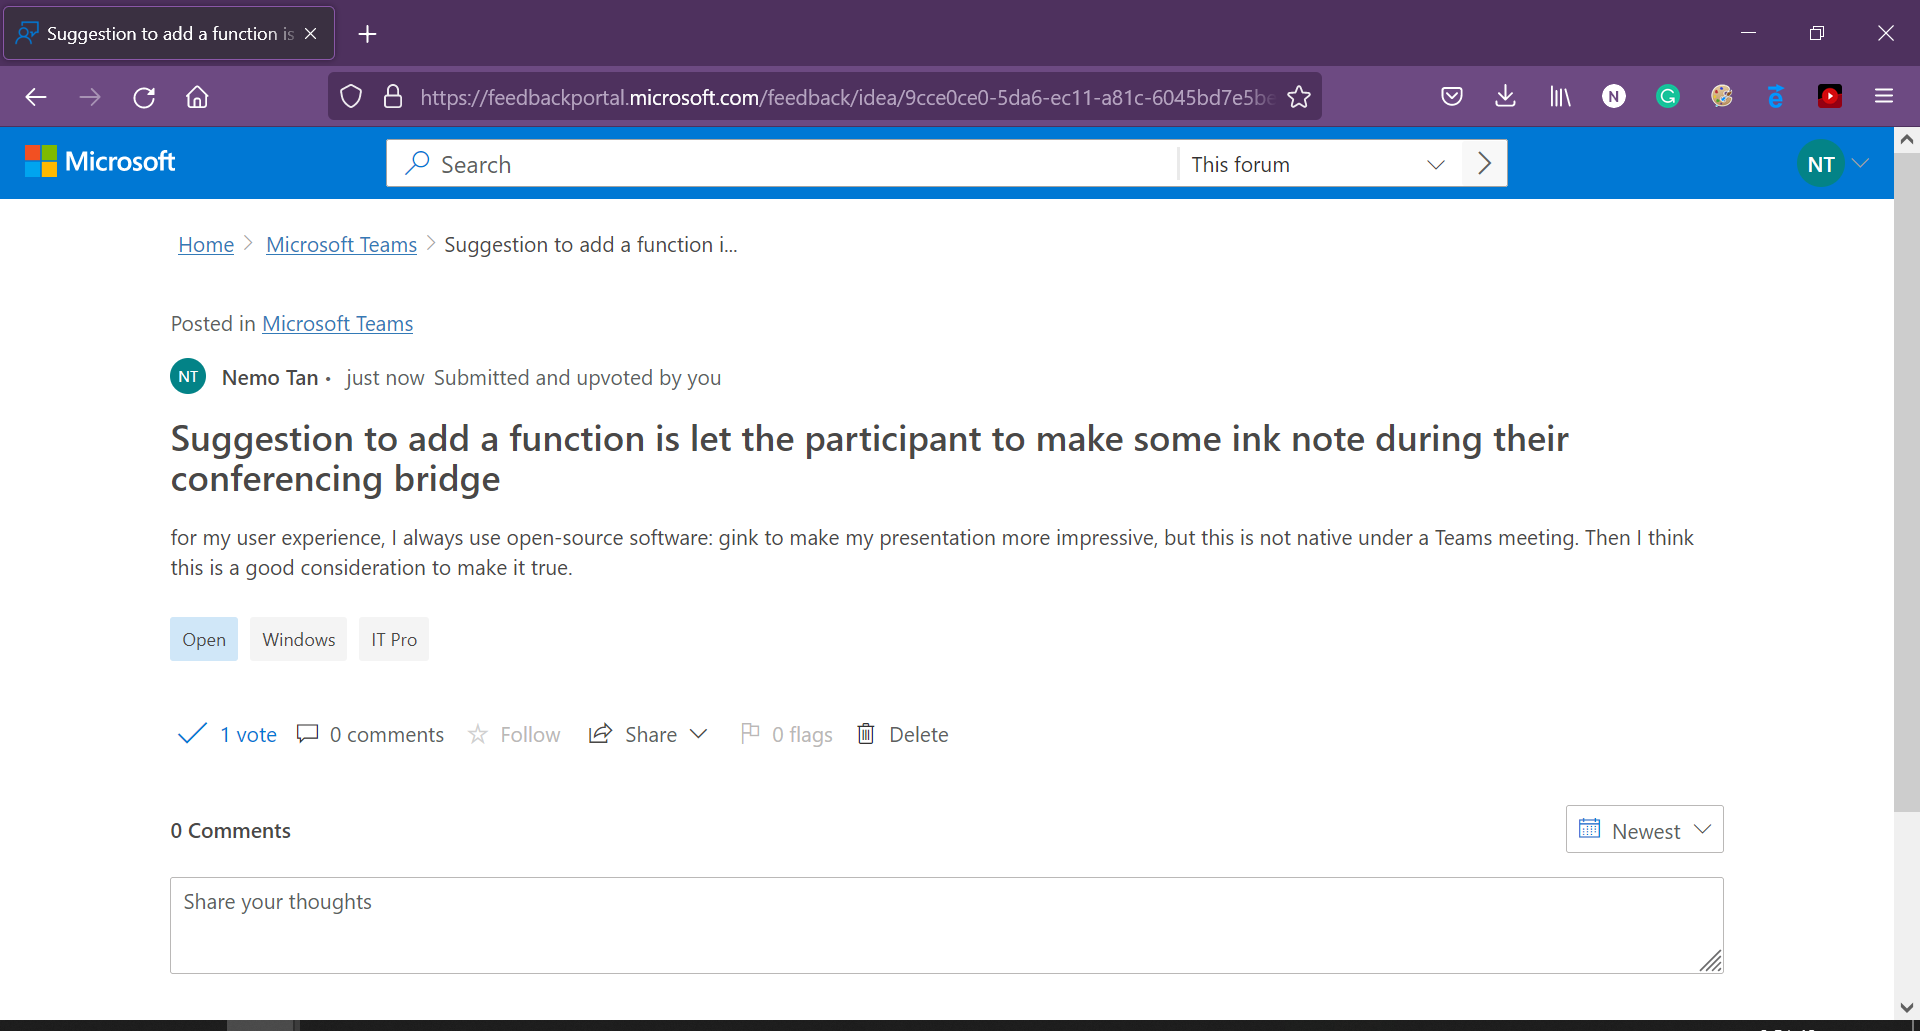 Suggestion to add a function is
https://feedbackportal.microsoft.com/feedback/idea/9cce0ce0-5da6-ec11-a81c-6045bd7e5be
N
G
Microsoft
Search
This forum
NT
Home
Microsoft Teams
Suggestion to add a function i...
Posted in Microsoft Teams
NT Nemo Tan • just now Submitted and upvoted by you
Suggestion to add a function is let the participant to make some ink note during their
conferencing bridge
for my user experience, I always use open-source software: gink to make my presentation more impressive, but this is not native under a Teams meeting. Then I think
this is a good consideration to make it true.
Open Windows IT Pro
1 vote 0 comments Follow Share 0 flags Delete
0 Comments
Newest
Share your thoughts